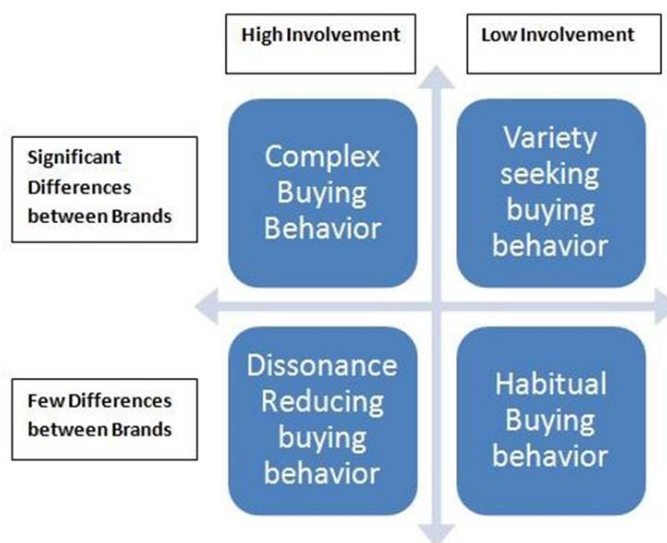 High Involvement
Low Involvement
Significant
Differences
between Brands
Complex
Buying
Behavior
Variety
seeking
buying
behavior
Few Differences
between Brands
Dissonance
Reducing
buying
behavior
Habitual
Buying
behavior